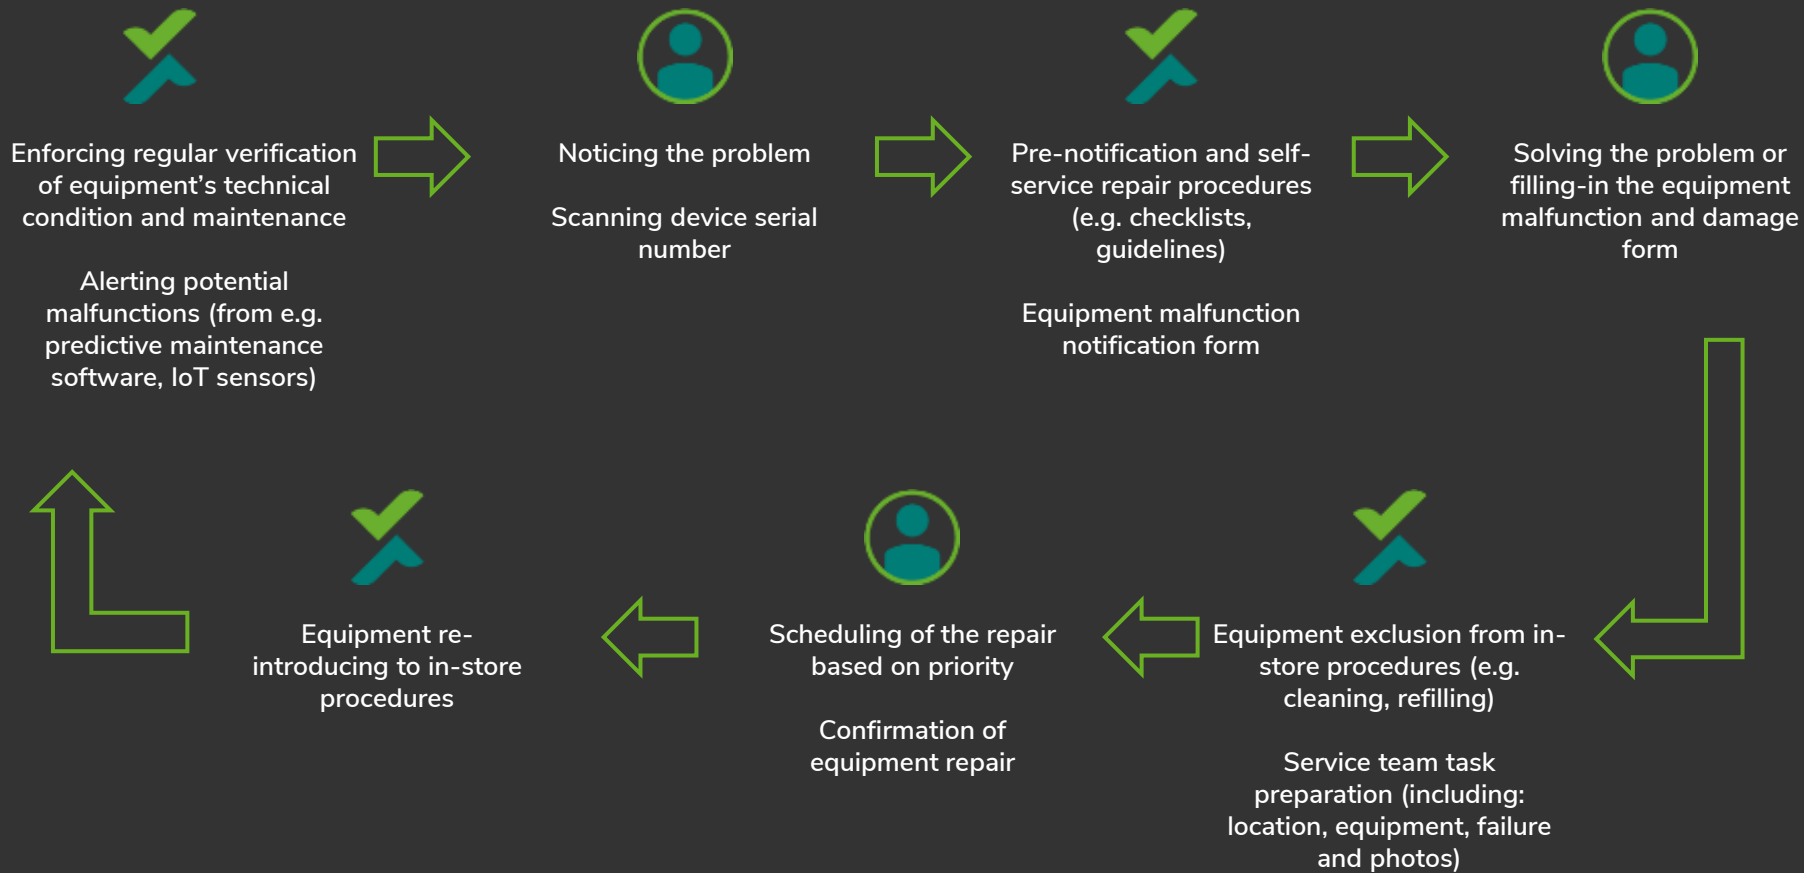 Enforcing regular verification
of equipment's technical
condition and maintenance
Alerting potential
malfunctions (from e.g.
predictive maintenance
software, IoT sensors)
Noticing the problem
Scanning device serial
number
Pre-notification and self-
service repair procedures
(e.g. checklists,
guidelines)
Equipment malfunction
notification form
Solving the problem or
filling-in the equipment
malfunction and damage
form
Equipment exclusion from in-
store procedures (e.g.
cleaning, refilling)
Service team task
preparation (including:
location, equipment, failure
and photos)
Scheduling of the repair
based on priority
Confirmation of
equipment repair
Equipment re-
introducing to in-store
procedures